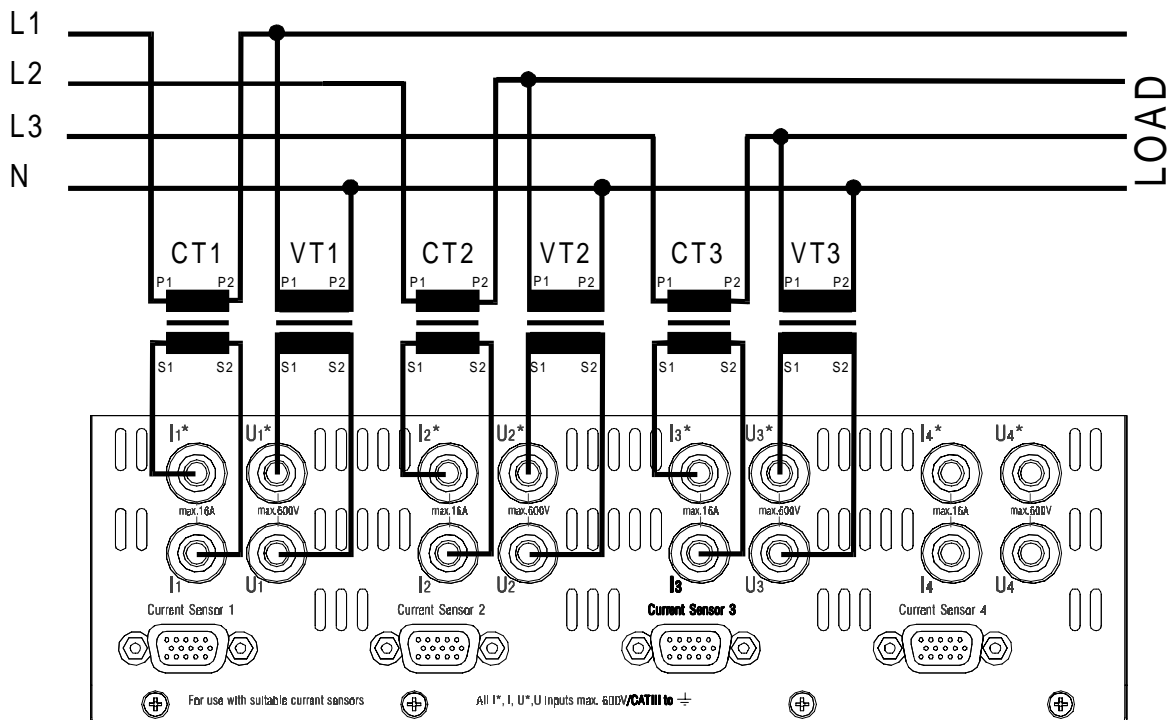 L1
L2
L3
N
LOAD
CT1 VT1 CT2 VT2 CT3 VT3
P1 P2 P1 P2 P1 P2 P1 P2 P1 P2 P1 P2
S1 S2 S1 S2 S1 S2 S1 S2 S1 S2 S1 S2
I1* U1* I2* U2* I3* U3* I4* U4*
max.16A max.600V max.16A max.600V max.16A max.600V max.16A max.600V
I1 U1 I2 U2 I3 U3 I4 U4
Current Sensor 1 Current Sensor 2 Current Sensor 3 Current Sensor 4
For use with suitable current sensors All I*, I, U*,U Inputs max. 600V/CATIII to ⏚